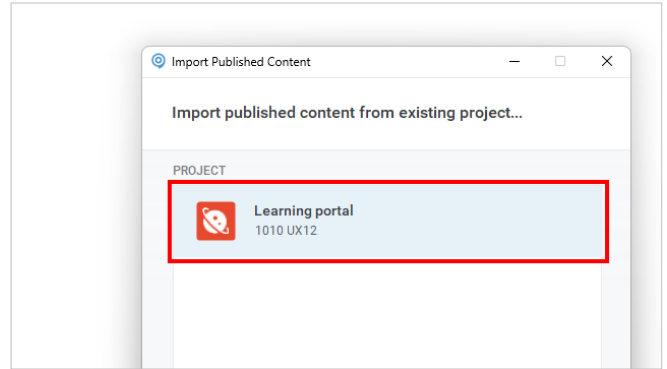 Import Published Content
Import published content from existing project...
PROJECT
Learning portal
1010 UX12